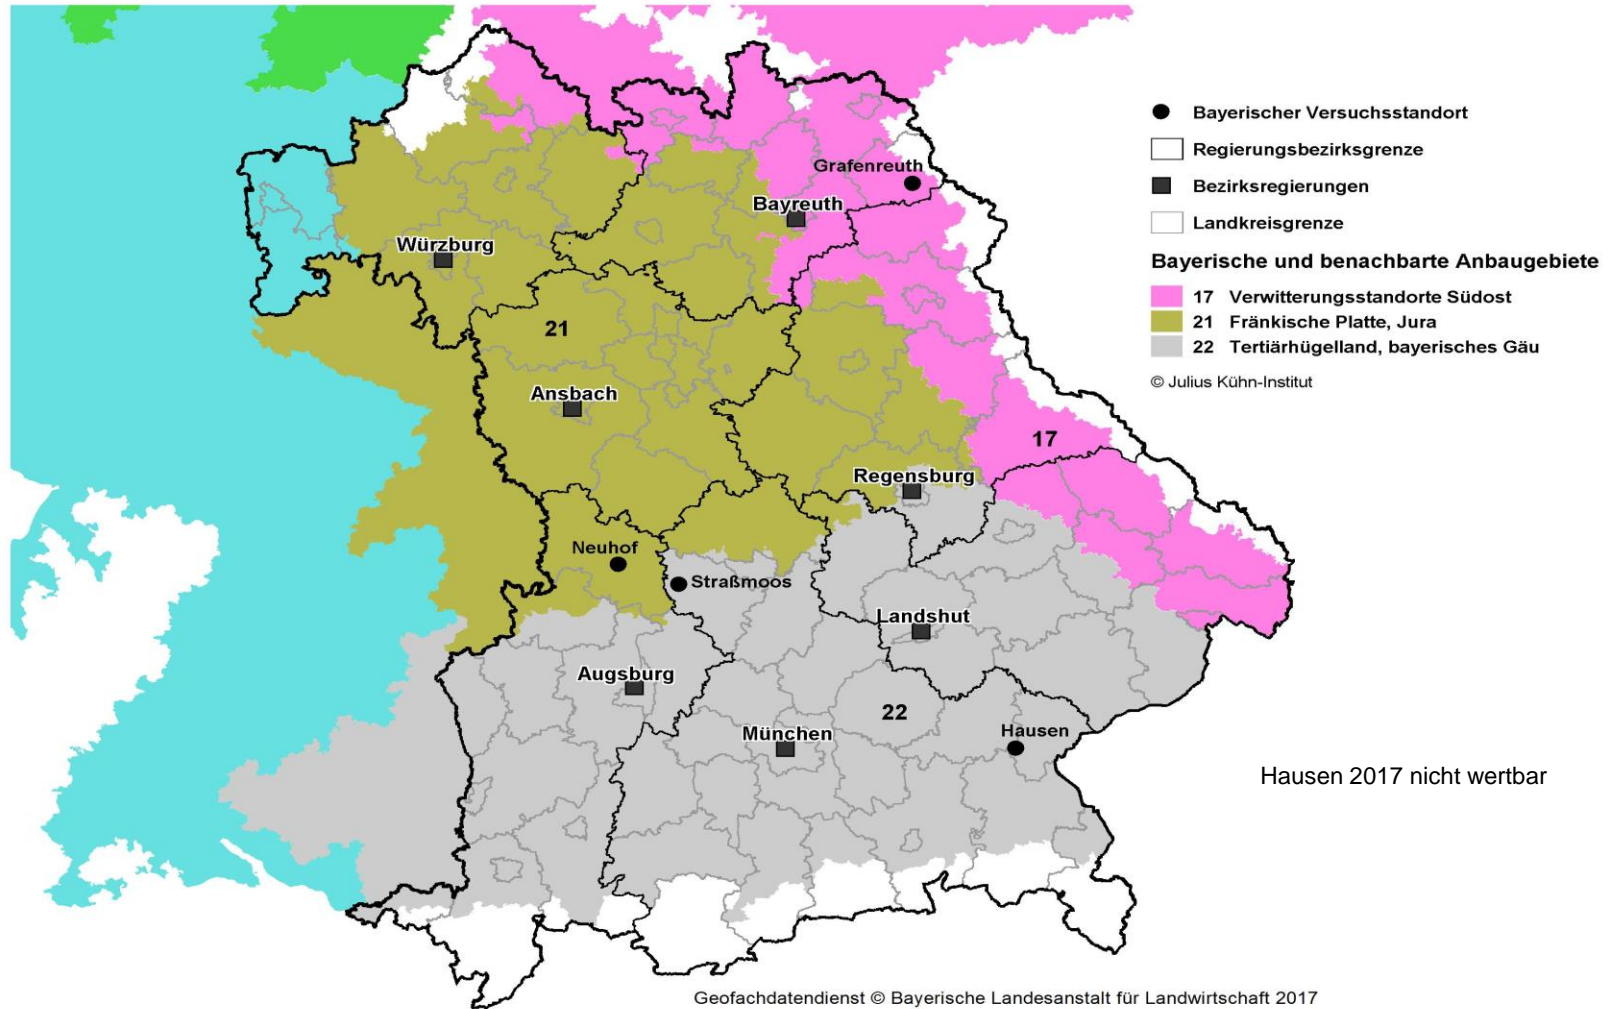 Bayerischer Versuchsstandort
Regierungsbezirksgrenze
Bezirksregierungen
Landkreisgrenze
Bayerische und benachbarte Anbaugebiete
17 Verwitterungsstandorte Südost
21 Fränkische Platte, Jura
22 Tertiärhügelland, bayerisches Gäu
© Julius Kühn-Institut
Grafenreuth
Bayreuth
Würzburg
21
Ansbach
17
Regensburg
Neuhof
Straßmoos
Landshut
Augsburg
22
München
Hausen
Hausen 2017 nicht wertbar
Geofachdatendienst © Bayerische Landesanstalt für Landwirtschaft 2017